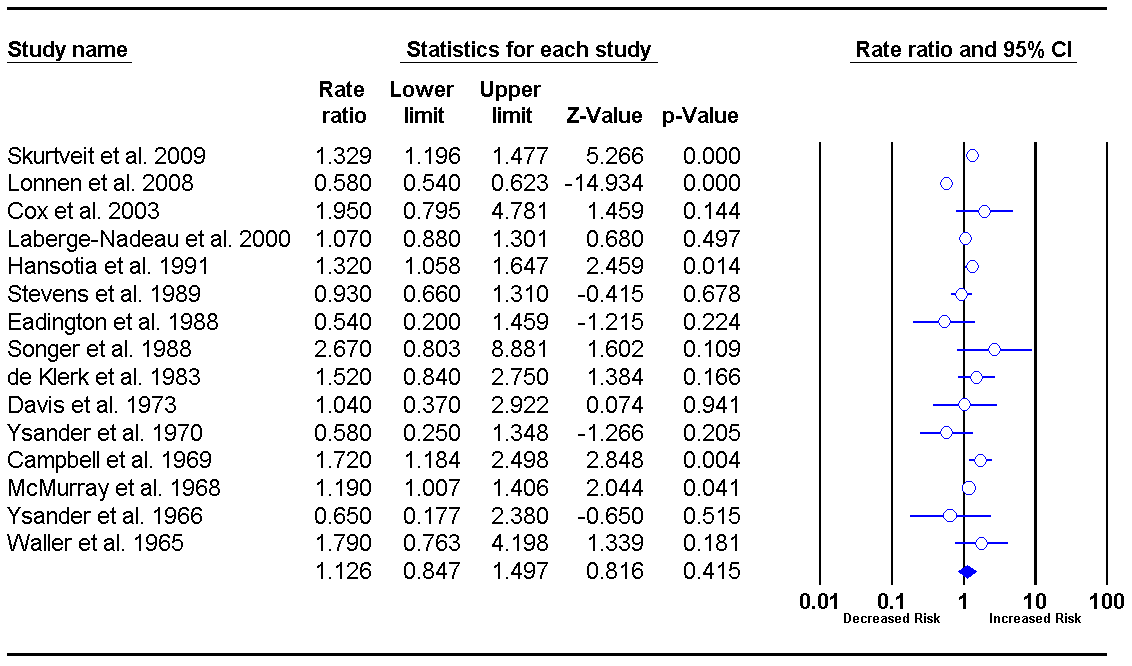 Study name Statistics for each study Rate ratio and 95% CI
Rate ratio Lower limit Upper limit Z-Value p-Value
Skurtveit et al. 2009 1.329 1.196 1.477 5.266 0.000
Lonnen et al. 2008 0.580 0.540 0.623 -14.934 0.000
Cox et al. 2003 1.950 0.795 4.781 1.459 0.144
Laberge-Nadeau et al. 2000 1.070 0.880 1.301 0.680 0.497
Hansotia et al. 1991 1.320 1.058 1.647 2.459 0.014
Stevens et al. 1989 0.930 0.660 1.310 -0.415 0.678
Eadington et al. 1988 0.540 0.200 1.459 -1.215 0.224
Songer et al. 1988 2.670 0.803 8.881 1.602 0.109
de Klerk et al. 1983 1.520 0.840 2.750 1.384 0.166
Davis et al. 1973 1.040 0.370 2.922 0.074 0.941
Ysander et al. 1970 0.580 0.250 1.348 -1.266 0.205
Campbell et al. 1969 1.720 1.184 2.498 2.848 0.004
McMurray et al. 1968 1.190 1.007 1.406 2.044 0.041
Ysander et al. 1966 0.650 0.177 2.380 -0.650 0.515
Waller et al. 1965 1.790 0.763 4.198 1.339 0.181
1.126 0.847 1.497 0.816 0.415
0.01 0.1 1 10 100
Decreased Risk Increased Risk